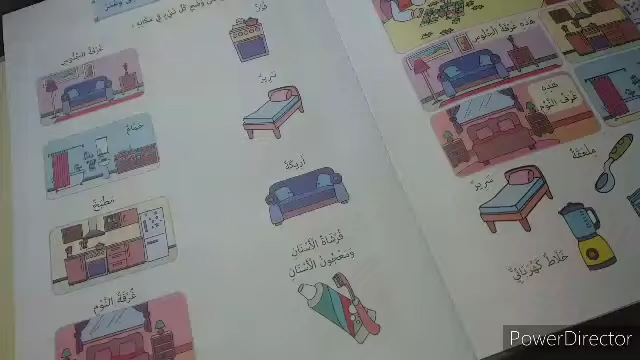 فُرْنٌ
غُرْفَةُ الْجُلُوسِ
سَرِيرٌ
حَمَّامٌ
أَرِيكَةٌ
مَطْبَخٌ
فُرْشَاةُ الْأَسْنَانِ
وَمَعْجُونُ الْأَسْنَانِ
غُرْفَةُ النَّوْمِ
هَذِهِ غُرْفَةُ الْجُلُوسِ
هَذِهِ
غُرْفَةُ النَّوْمِ
مِلْعَقَةٌ
سَرِيرٌ
خَلَّاطٌ كَهْرَبَائِيٌّ
PowerDirector